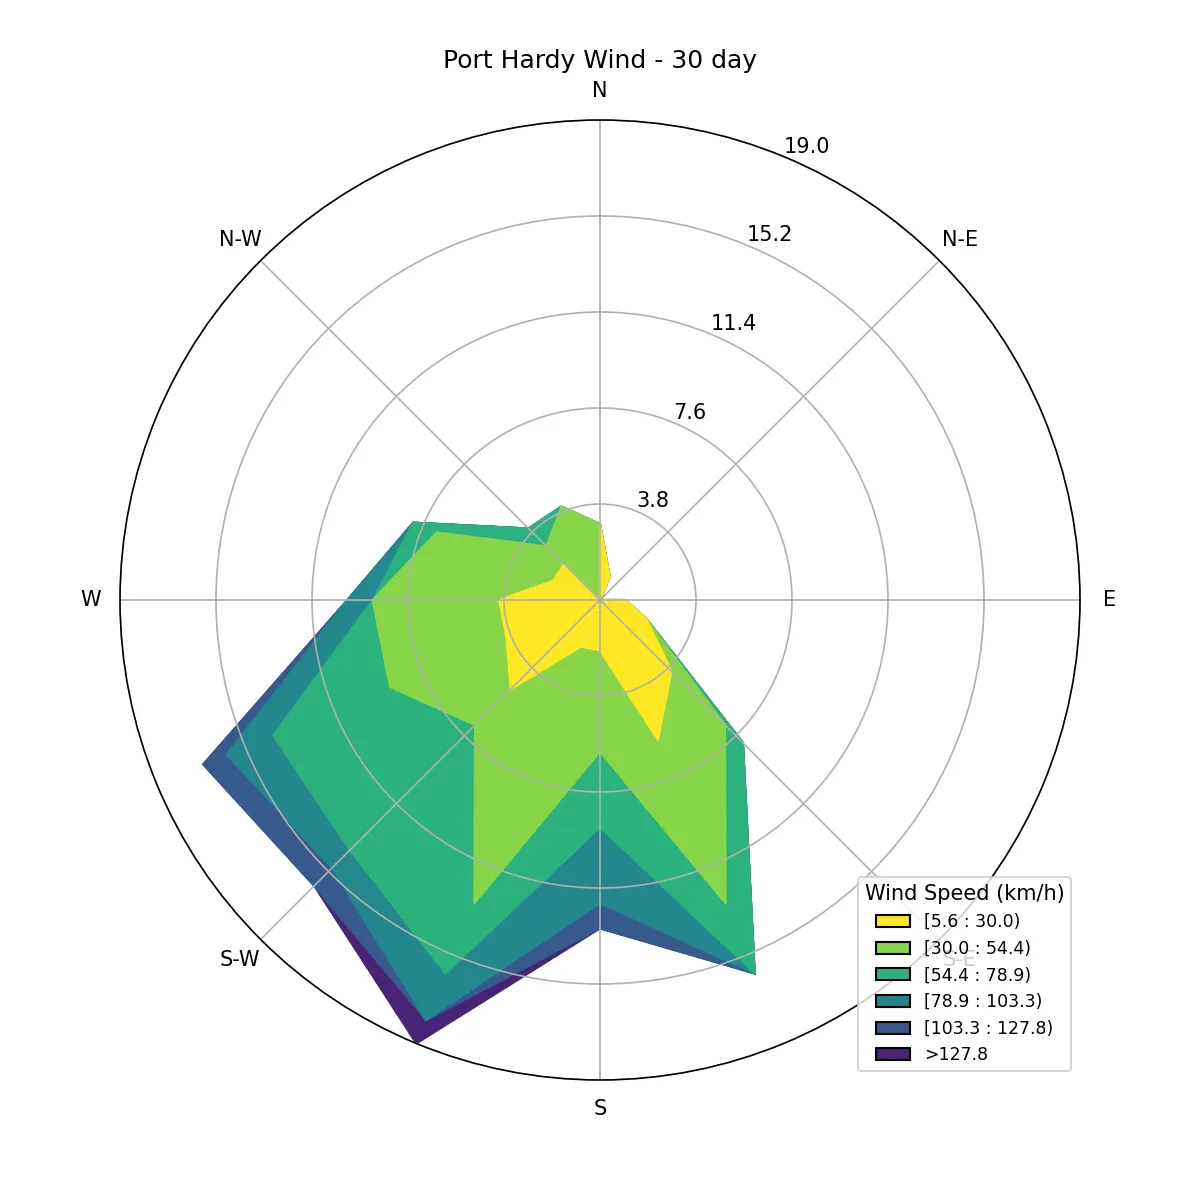 Port Hardy Wind - 30 day
N
19.0
N-W
15.2
N-E
11.4
7.6
3.8
W
E
S-W
S-E
Wind Speed (km/h)
[5.6 : 30.0)
[30.0 : 54.4)
[54.4 : 78.9)
[78.9 : 103.3)
[103.3 : 127.8)
>127.8
S